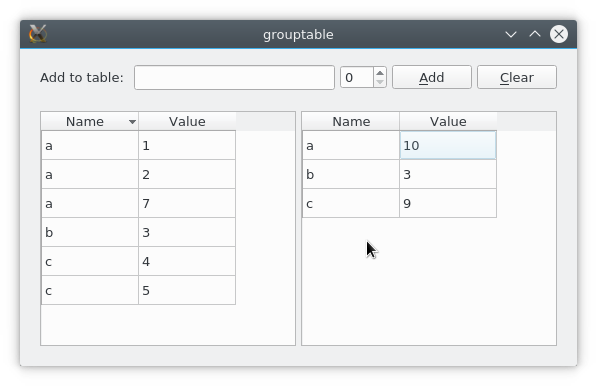 grouptable
Add to table: 0 Add Clear
Name Value Name Value
a 1 a 10
a 2 b 3
a 7 c 9
b 3
c 4
c 5